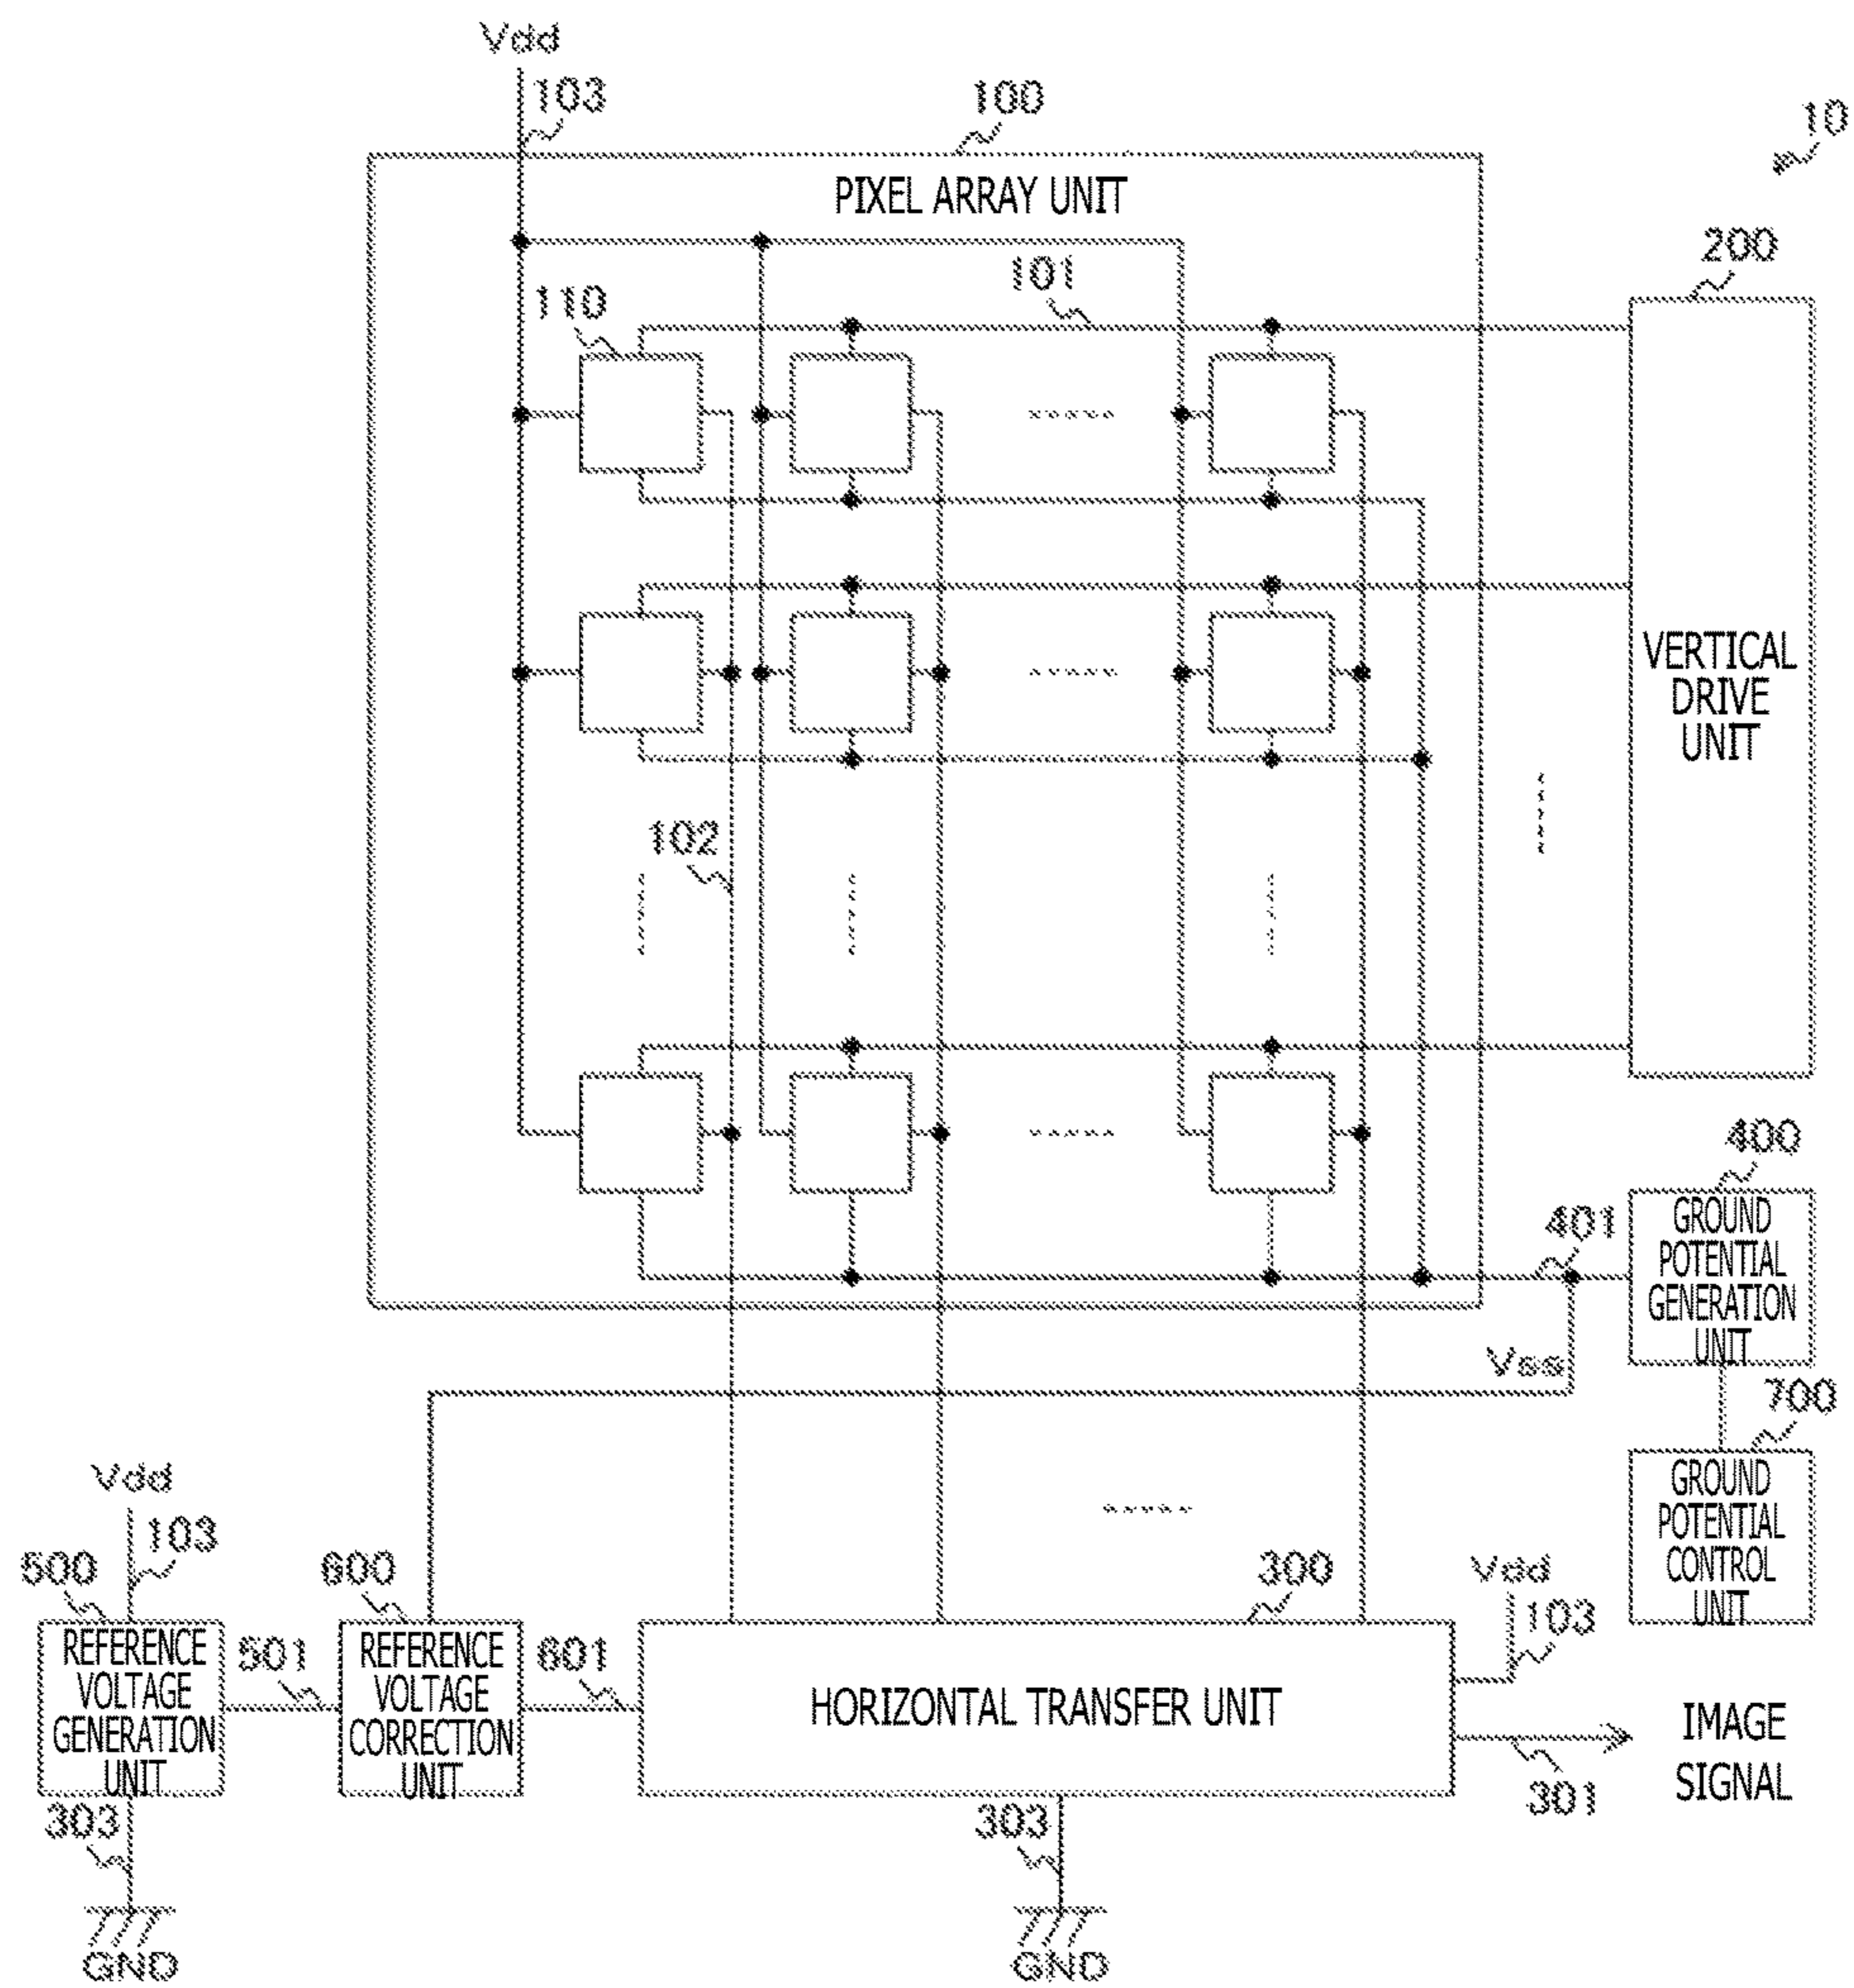 Vdd
103
100
10
PIXEL ARRAY UNIT
200
101
110
VERTICAL
DRIVE
UNIT
102
400
401
GROUND
POTENTIAL
GENERATION
UNIT
Vss
700
GROUND
POTENTIAL
CONTROL
UNIT
Vdd
103
500
600
300
Vdd
103
REFERENCE
VOLTAGE
GENERATION
UNIT
501
REFERENCE
VOLTAGE
CORRECTION
UNIT
601
HORIZONTAL TRANSFER UNIT
IMAGE
SIGNAL
301
303
303
GND
GND